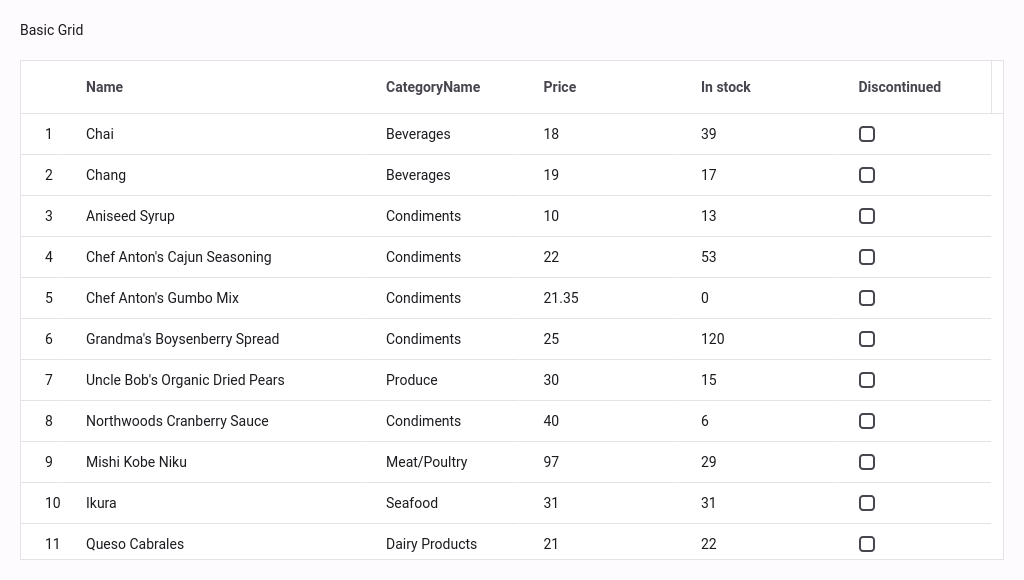 Basic Grid
Name CategoryName Price In stock Discontinued
1 Chai Beverages 18 39
2 Chang Beverages 19 17
3 Aniseed Syrup Condiments 10 13
4 Chef Anton's Cajun Seasoning Condiments 22 53
5 Chef Anton's Gumbo Mix Condiments 21.35 0
6 Grandma's Boysenberry Spread Condiments 25 120
7 Uncle Bob's Organic Dried Pears Produce 30 15
8 Northwoods Cranberry Sauce Condiments 40 6
9 Mishi Kobe Niku Meat/Poultry 97 29
10 Ikura Seafood 31 31
11 Queso Cabrales Dairy Products 21 22